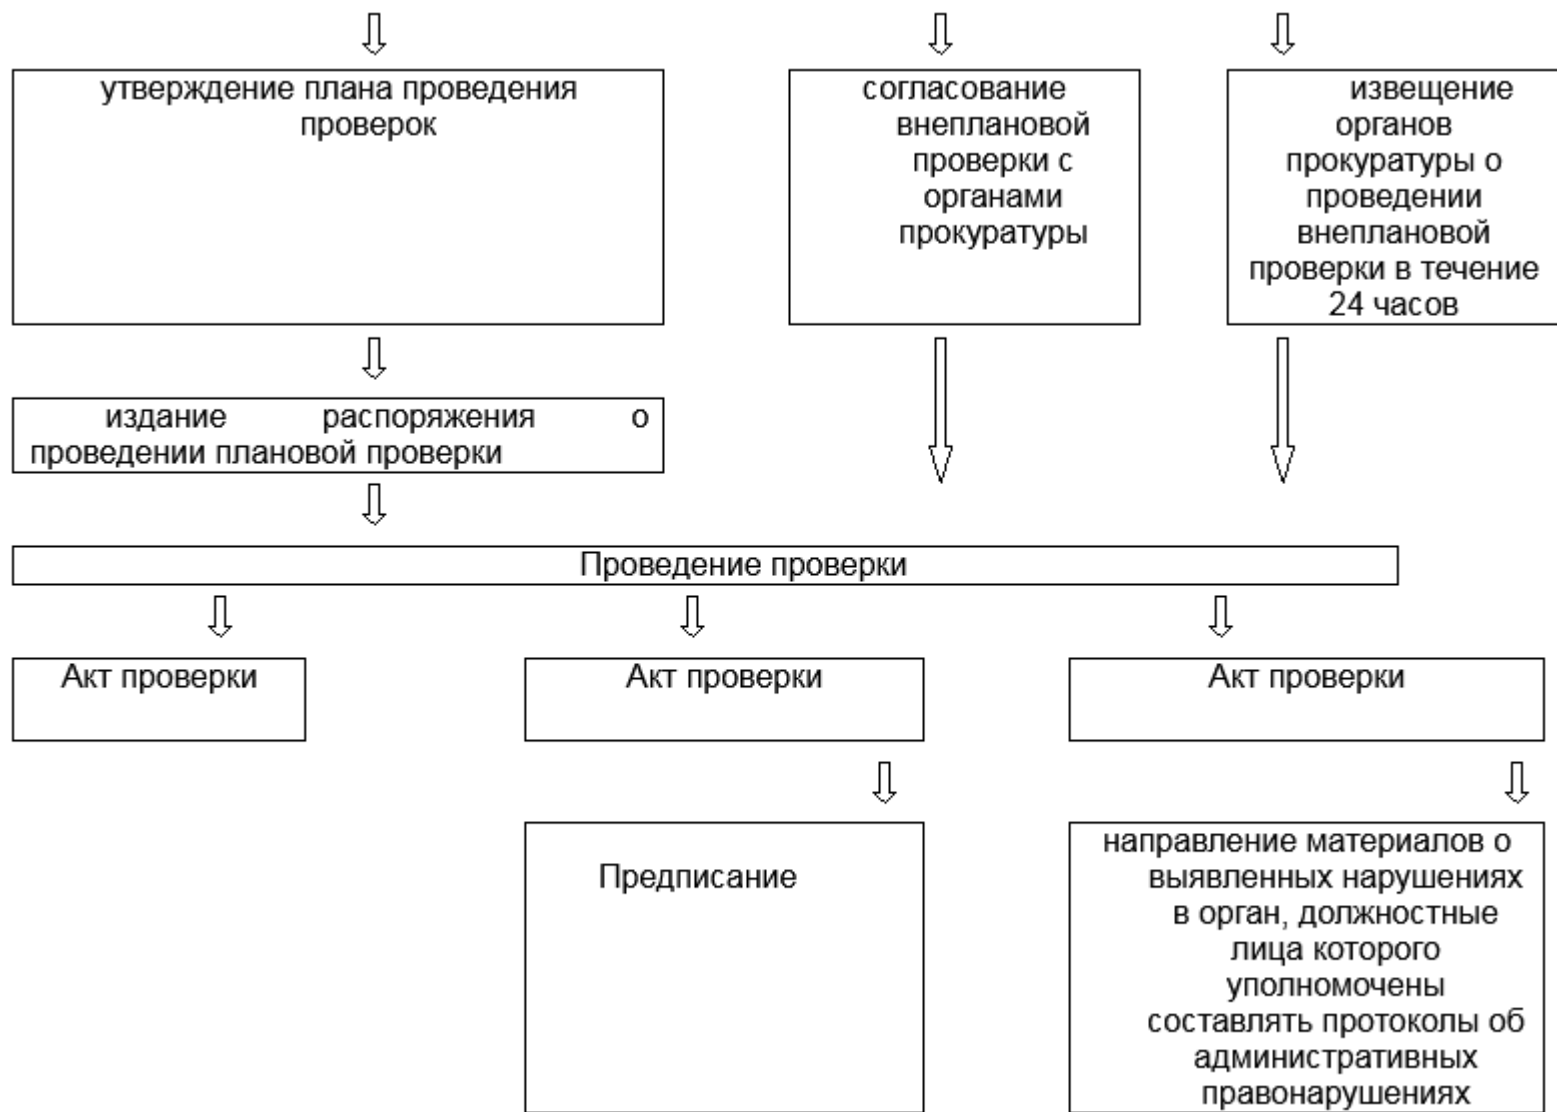 утверждение плана проведения
проверок
согласование
внеплановой
проверки с
органами
прокуратуры
извещение
органов
прокуратуры о
проведении
внеплановой
проверки в течение
24 часов
издание распоряжения о
проведении плановой проверки
Проведение проверки
Акт проверки
Акт проверки
Акт проверки
Предписание
направление материалов о
выявленных нарушениях
в орган, должностные
лица которого
уполномочены
составлять протоколы об
административных
правонарушениях